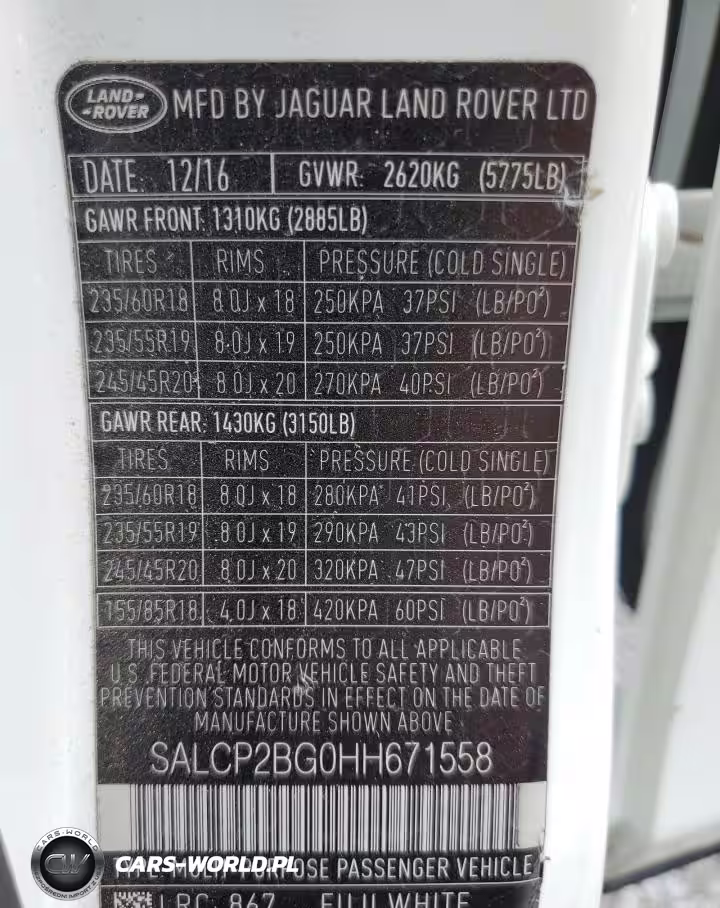 LAND-
-ROVER
MFD BY JAGUAR LAND ROVER LTD
DATE: 12/16 GVWR: 2620KG (5775LB)
GAWR FRONT: 1310KG (2885LB)
TIRES RIMS PRESSURE (COLD SINGLE)
235/60R18 8.0J x 18 250KPA 37PSI (LB/PO²)
235/55R19 8.0J x 19 250KPA 37PSI (LB/PO²)
245/45R20 8.0J x 20 270KPA 40PSI (LB/PO²)
GAWR REAR: 1430KG (3150LB)
TIRES RIMS PRESSURE (COLD SINGLE)
235/60R18 8.0J x 18 280KPA 41PSI (LB/PO²)
235/55R19 8.0J x 19 290KPA 43PSI (LB/PO²)
245/45R20 8.0J x 20 320KPA 47PSI (LB/PO²)
155/85R18 4.0J x 18 420KPA 60PSI (LB/PO²)
THIS VEHICLE CONFORMS TO ALL APPLICABLE
U.S. FEDERAL MOTOR VEHICLE SAFETY AND THEFT
PREVENTION STANDARDS IN EFFECT ON THE DATE OF
MANUFACTURE SHOWN ABOVE
SALCP2BG0HH671558
PASSENGER VEHICLE
LRC: 867 FUJI WHITE
CARS-WORLD
CARS-WORLD.PL